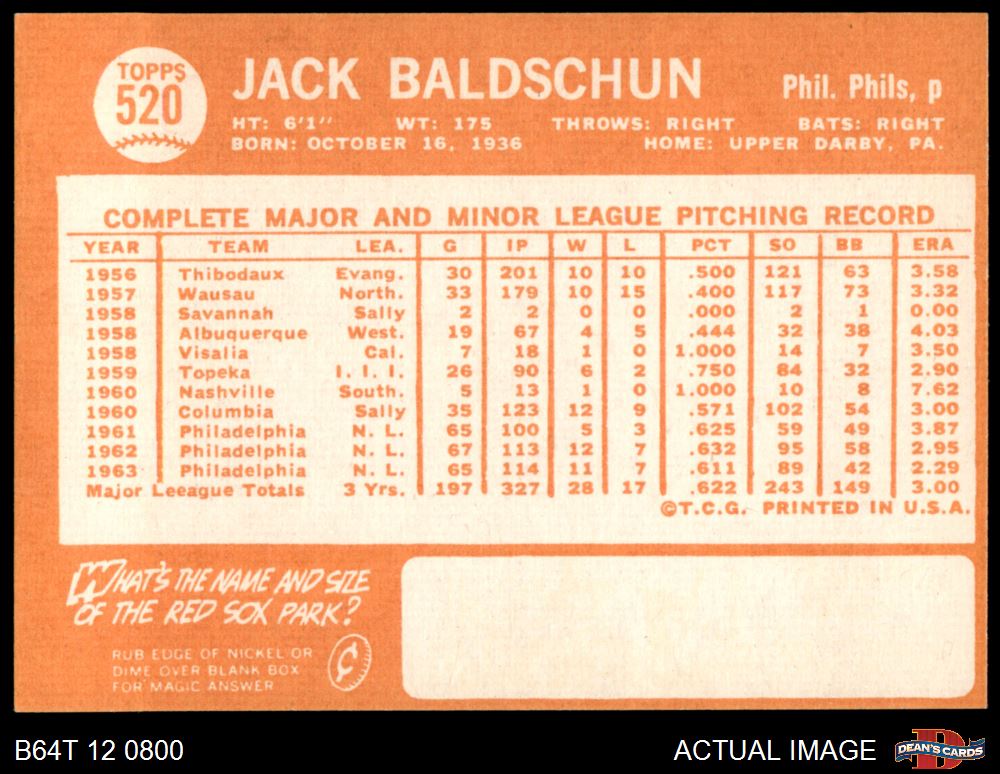 TOPPS
520
JACK BALDSCHUN
Phil. Phils, p
HT: 6'1" WT: 175 THROWS: RIGHT BATS: RIGHT
BORN: OCTOBER 16, 1936 HOME: UPPER DARBY, PA.
COMPLETE MAJOR AND MINOR LEAGUE PITCHING RECORD
YEAR TEAM LEA. G IP W L PCT SO BB ERA
1956 Thibodaux Evang. 30 201 10 10 .500 121 63 3.58
1957 Wausau North. 33 179 10 15 .400 117 73 3.32
1958 Savannah Sally 2 2 0 0 .000 2 1 0.00
1958 Albuquerque West. 19 67 4 5 .444 32 38 4.03
1958 Visalia Cal. 7 18 1 0 1.000 14 7 3.50
1959 Topeka I. I. I. 26 90 6 2 .750 84 32 2.90
1960 Nashville South. 5 13 1 0 1.000 10 8 7.62
1960 Columbia Sally 35 123 12 9 .571 102 54 3.00
1961 Philadelphia N. L. 65 100 5 3 .625 59 49 3.87
1962 Philadelphia N. L. 67 113 12 7 .632 95 58 2.95
1963 Philadelphia N. L. 65 114 11 7 .611 89 42 2.29
Major Leeague Totals 3 Yrs. 197 327 28 17 .622 243 149 3.00
©T.C.G. PRINTED IN U.S.A.
WHAT'S THE NAME AND SIZE
OF THE RED SOX PARK?
RUB EDGE OF NICKEL OR
DIME OVER BLANK BOX
FOR MAGIC ANSWER
¢
B64T 12 0800
ACTUAL IMAGE
D
DEAN'S CARDS